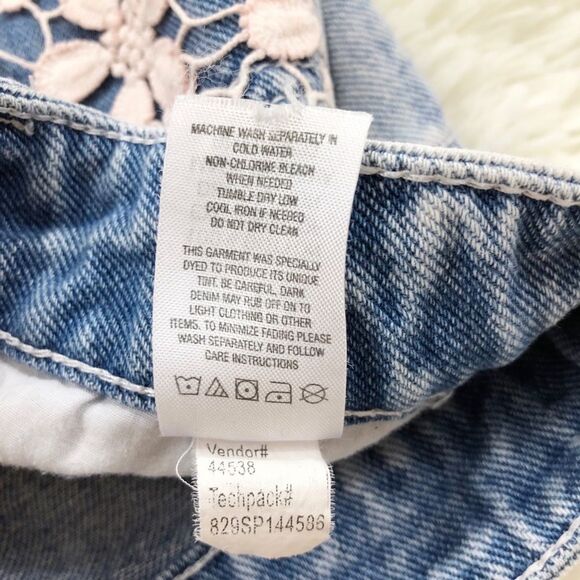 MACHINE WASH SEPARATELY IN
COLD WATER
NON-CHLORINE BLEACH
WHEN NEEDED
TUMBLE DRY LOW
COOL IRON IF NEEDED
DO NOT DRY CLEAN
THIS GARMENT WAS SPECIALLY
DYED TO PRODUCE ITS UNIQUE
TINT. BE CAREFUL, DARK
DENIM MAY RUB OFF ON TO
LIGHT CLOTHING OR OTHER
ITEMS. TO MINIMIZE FADING PLEASE
WASH SEPARATELY AND FOLLOW
CARE INSTRUCTIONS
Vendor#
44538
Techpack#
829SP144586